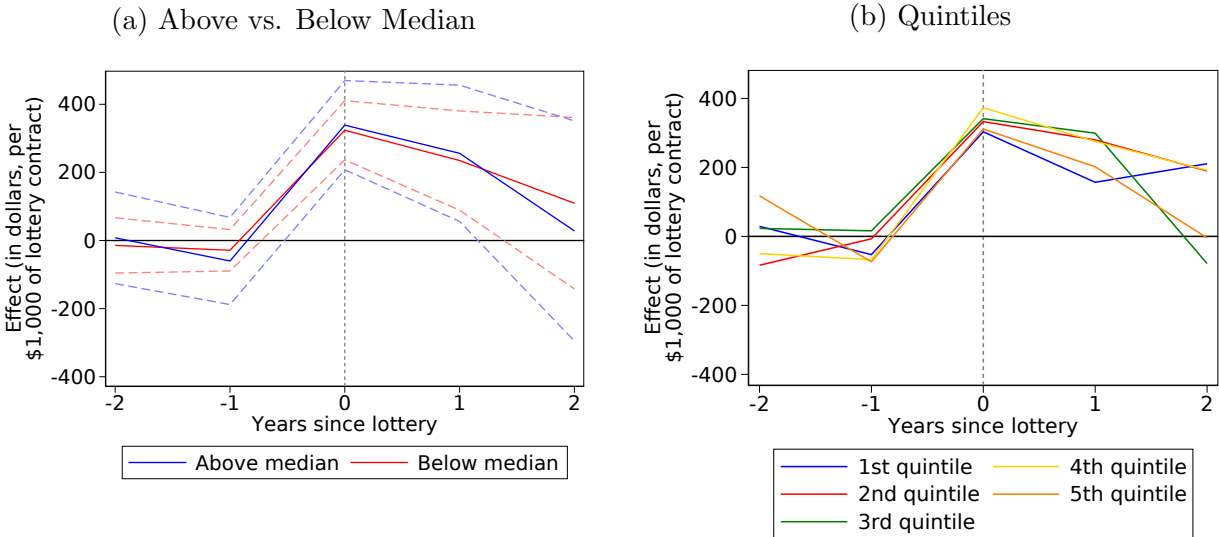 (a) Above vs. Below Median
Effect (in dollars, per
$1,000 of lottery contract)
400
200
0
-200
-400
-2 -1 0 1 2
Years since lottery
Above median Below median
(b) Quintiles
Effect (in dollars, per
$1,000 of lottery contract)
400
200
0
-200
-400
-2 -1 0 1 2
Years since lottery
1st quintile 4th quintile
2nd quintile 5th quintile
3rd quintile